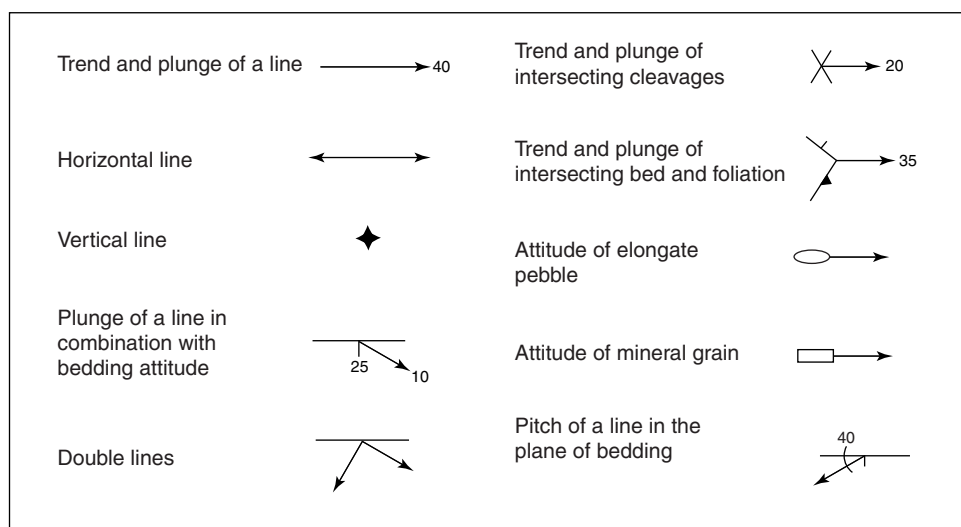 Trend and plunge of a line
40
Horizontal line
Vertical line
Plunge of a line in
combination with
bedding attitude
25
10
Double lines
Trend and plunge of
intersecting cleavages
20
Trend and plunge of
intersecting bed and foliation
35
Attitude of elongate
pebble
Attitude of mineral grain
Pitch of a line in the
plane of bedding
40